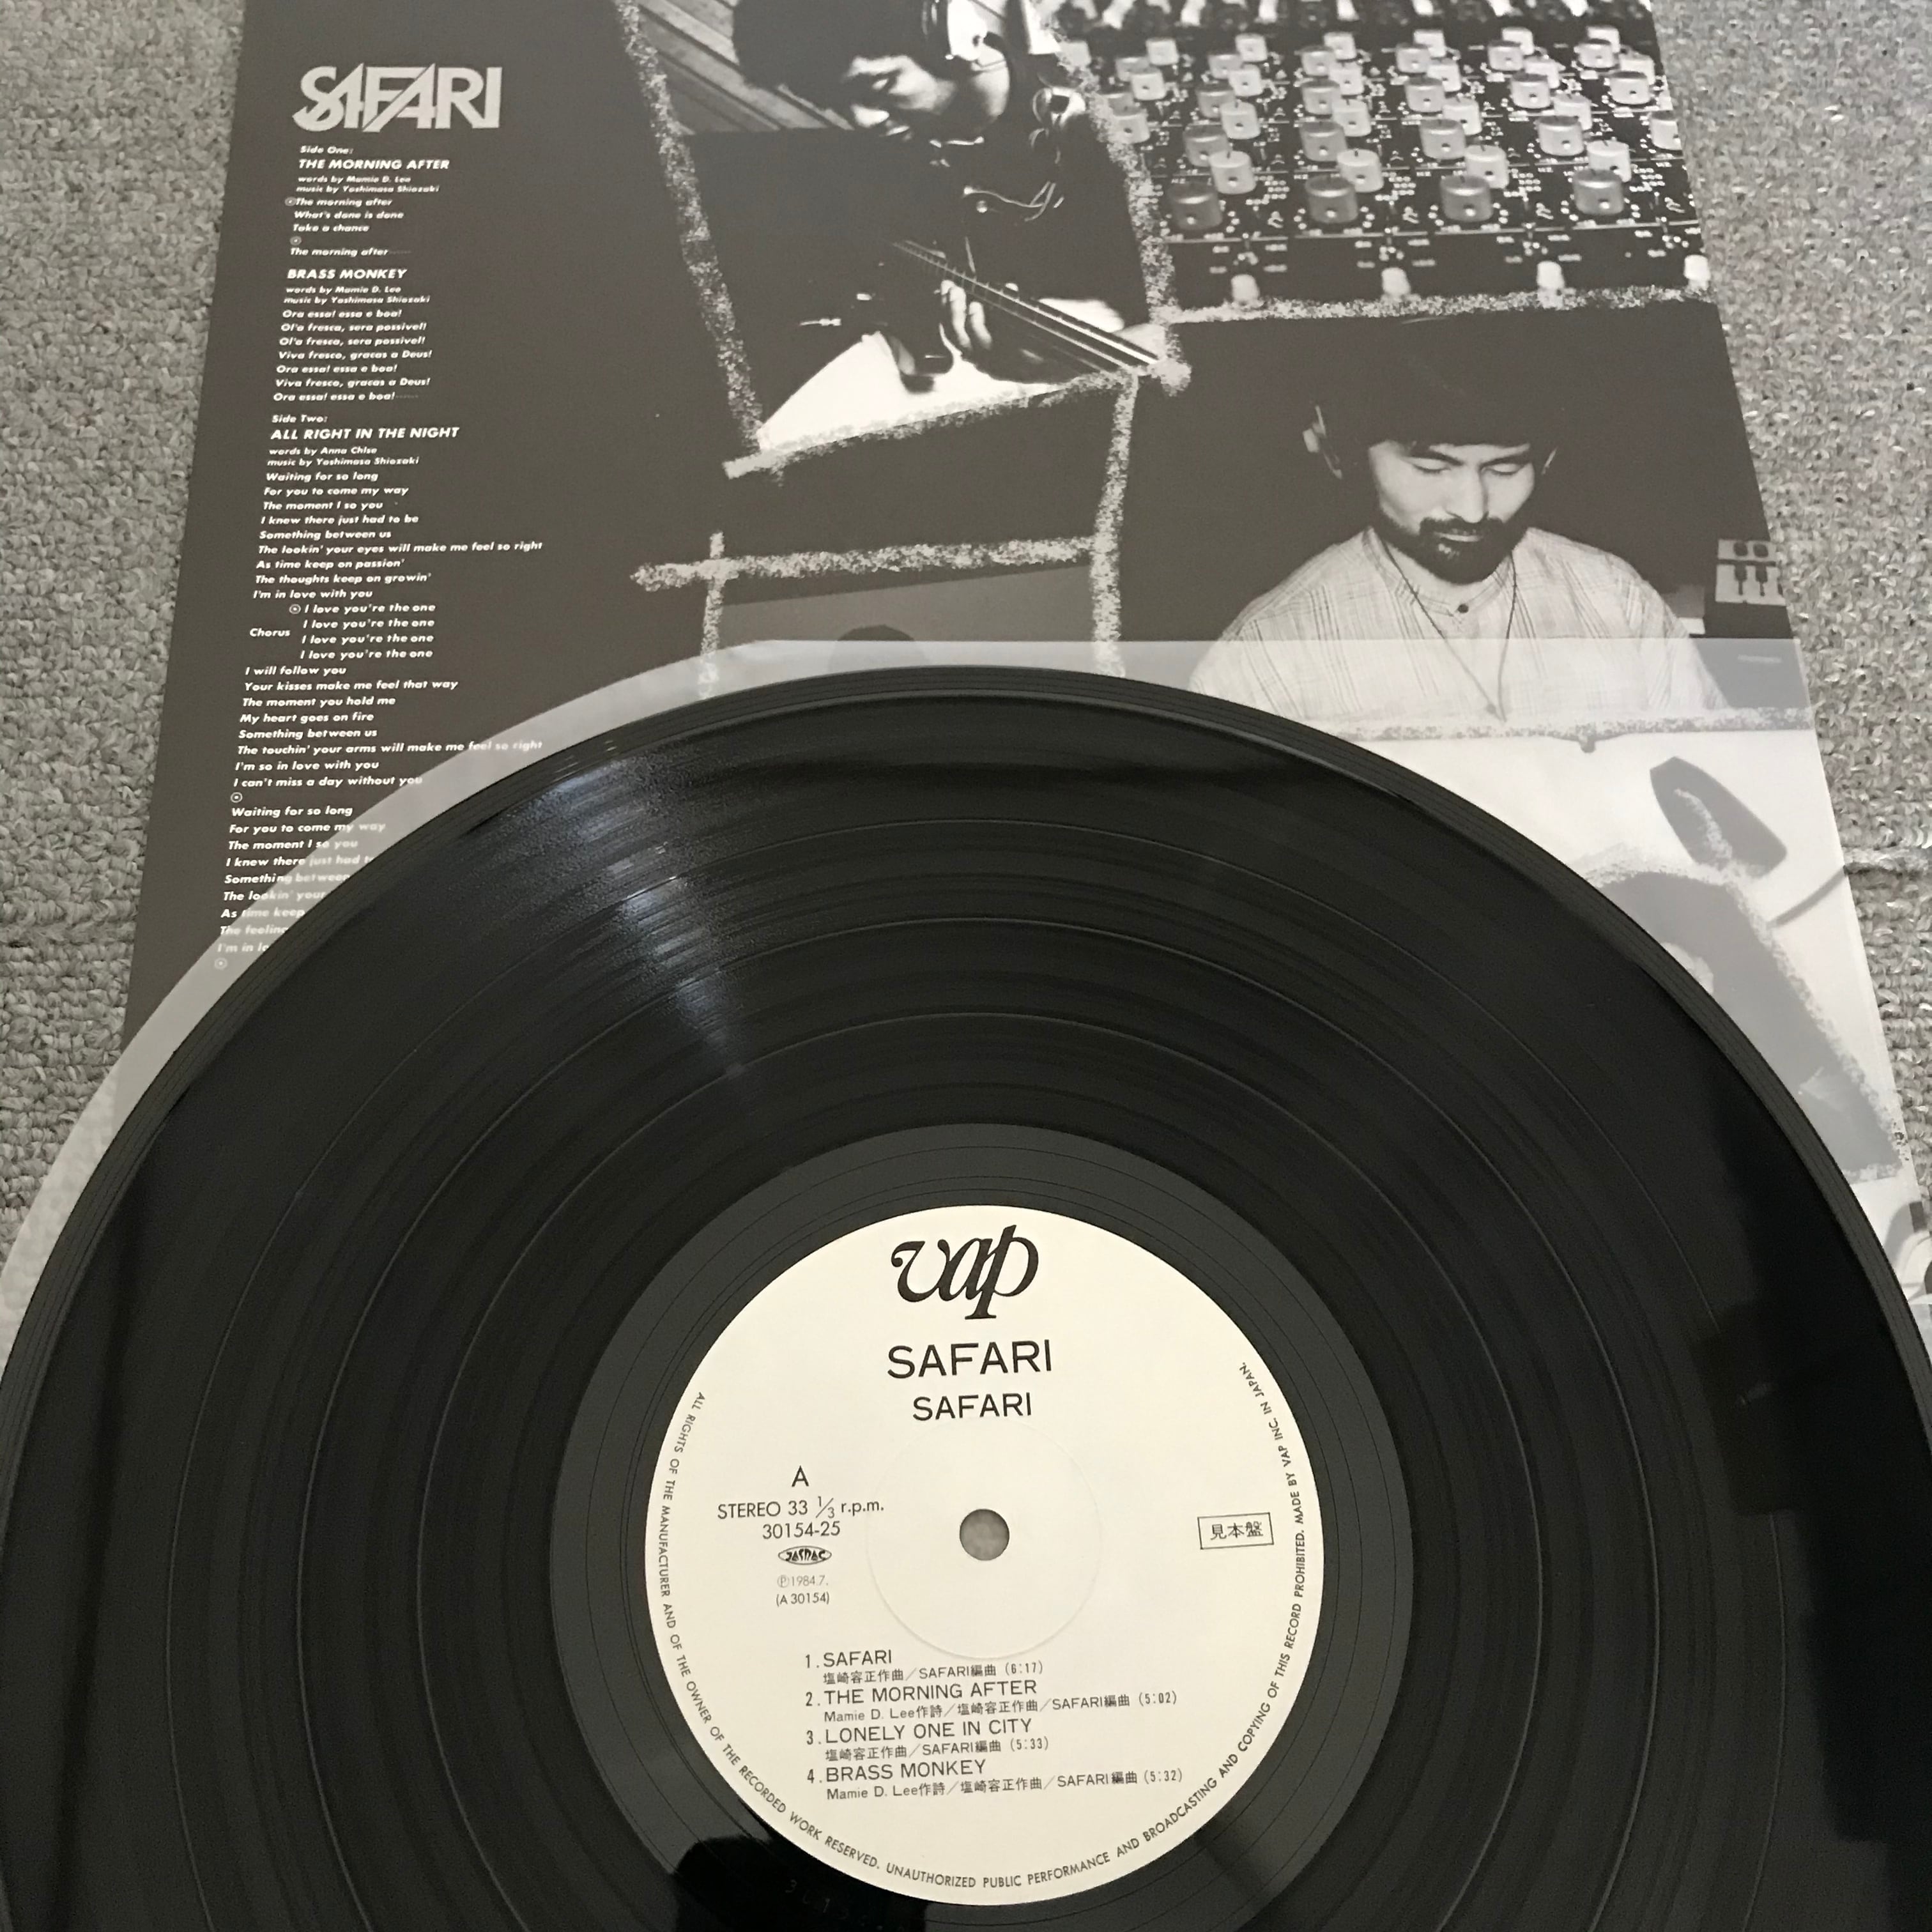 SAFARI
Side One:
THE MORNING AFTER
words by Mamie D. Lee
music by Yoshimasa Shiozaki
The morning after
What's done is done
Take a chance
The morning after……
BRASS MONKEY
words by Mamie D. Lee
music by Yoshimasa Shiozaki
Ora essa! essa e boa!
Ol'a fresca, sera possivel!
Ol'a fresca, sera possivel!
Viva fresco, gracas a Deus!
Ora essa! essa e boa!
Viva fresco, gracas a Deus!
Ora essa! essa e boa!……
Side Two:
ALL RIGHT IN THE NIGHT
words by Anna Chise
music by Yoshimasa Shiozaki
Waiting for so long
For you to come my way
The moment I so you
I knew there just had to be
Something between us
The lookin' your eyes will make me feel so right
As time keep on passion'
The thoughts keep on growin'
I'm in love with you
I love you're the one
I love you're the one
Chorus I love you're the one
I love you're the one
I will follow you
Your kisses make me feel that way
The moment you hold me
My heart goes on fire
Something between us
The touchin' your arms will make me feel so right
I'm so in love with you
I can't miss a day without you
Waiting for so long
For you to come my way
The moment I so you
I knew there just had
Something between
The lookin' your
As time keep
The feeling
I'm in
vap
SAFARI
SAFARI
A
STEREO 33 1/3 r.p.m.
30154-25
JASRAC
Ⓟ1984.7.
(A 30154)
見本盤
1. SAFARI
塩崎容正作曲／SAFARI編曲 (6:17)
2. THE MORNING AFTER
Mamie D. Lee作詩／塩崎容正作曲／SAFARI編曲 (5:02)
3. LONELY ONE IN CITY
塩崎容正作曲／SAFARI編曲 (5:33)
4. BRASS MONKEY
Mamie D. Lee作詩／塩崎容正作曲／SAFARI編曲 (5:32)
ALL RIGHTS OF THE MANUFACTURER AND OF THE OWNER OF THE RECORDED WORK RESERVED. UNAUTHORIZED PUBLIC PERFORMANCE AND BROADCASTING AND COPYING OF THIS RECORD PROHIBITED. MADE BY VAP INC. IN JAPAN.